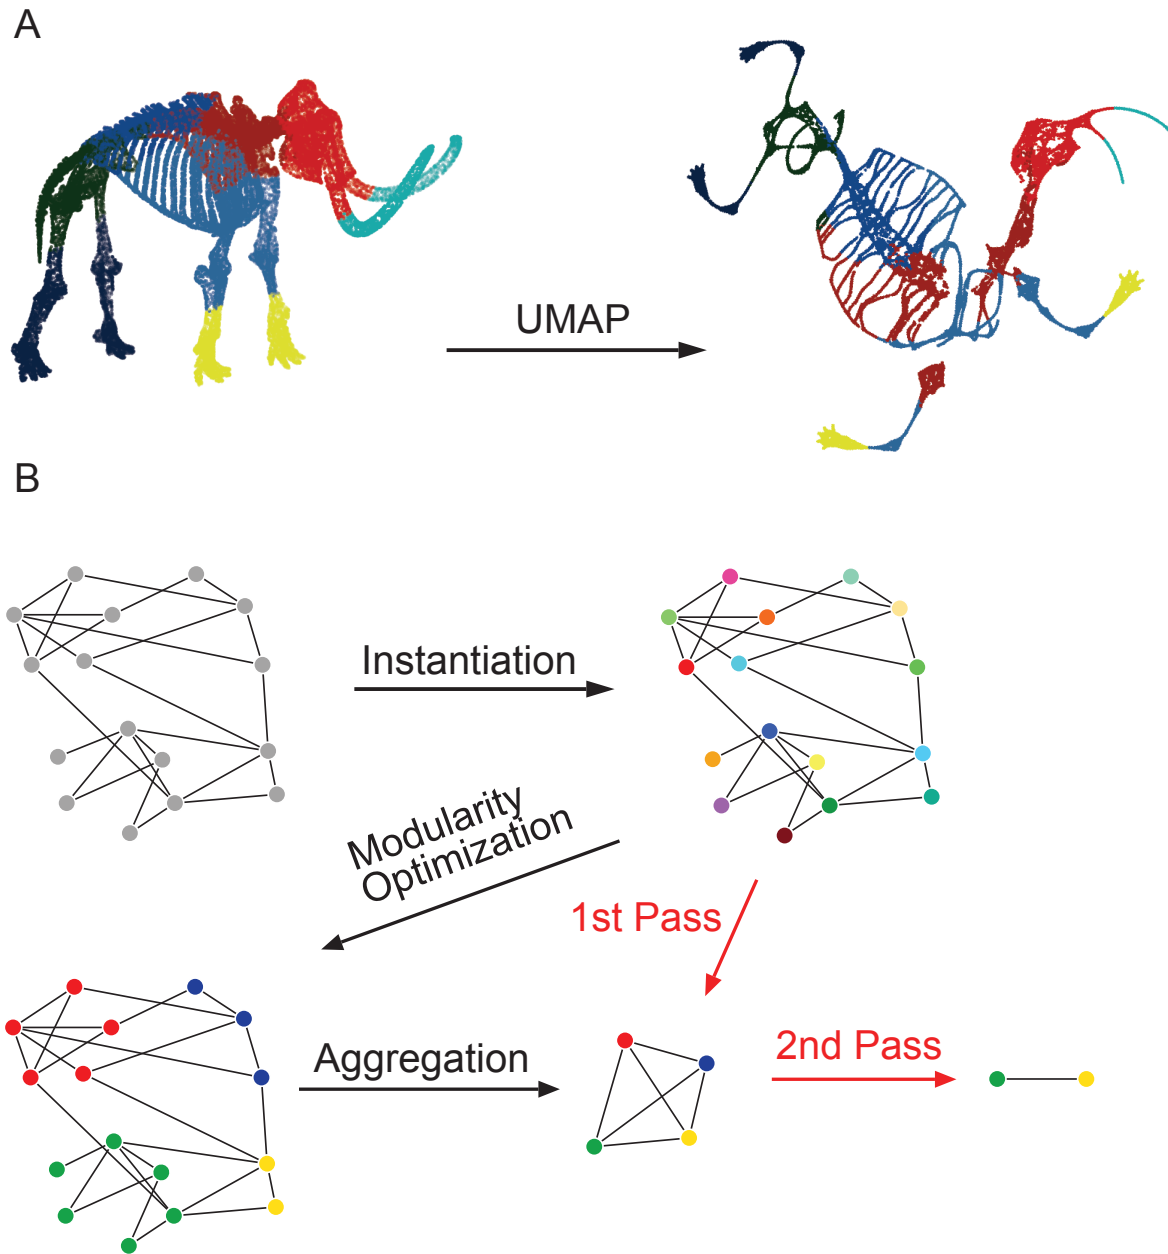 A
UMAP
B
Instantiation
Modularity
Optimization
1st Pass
Aggregation
2nd Pass